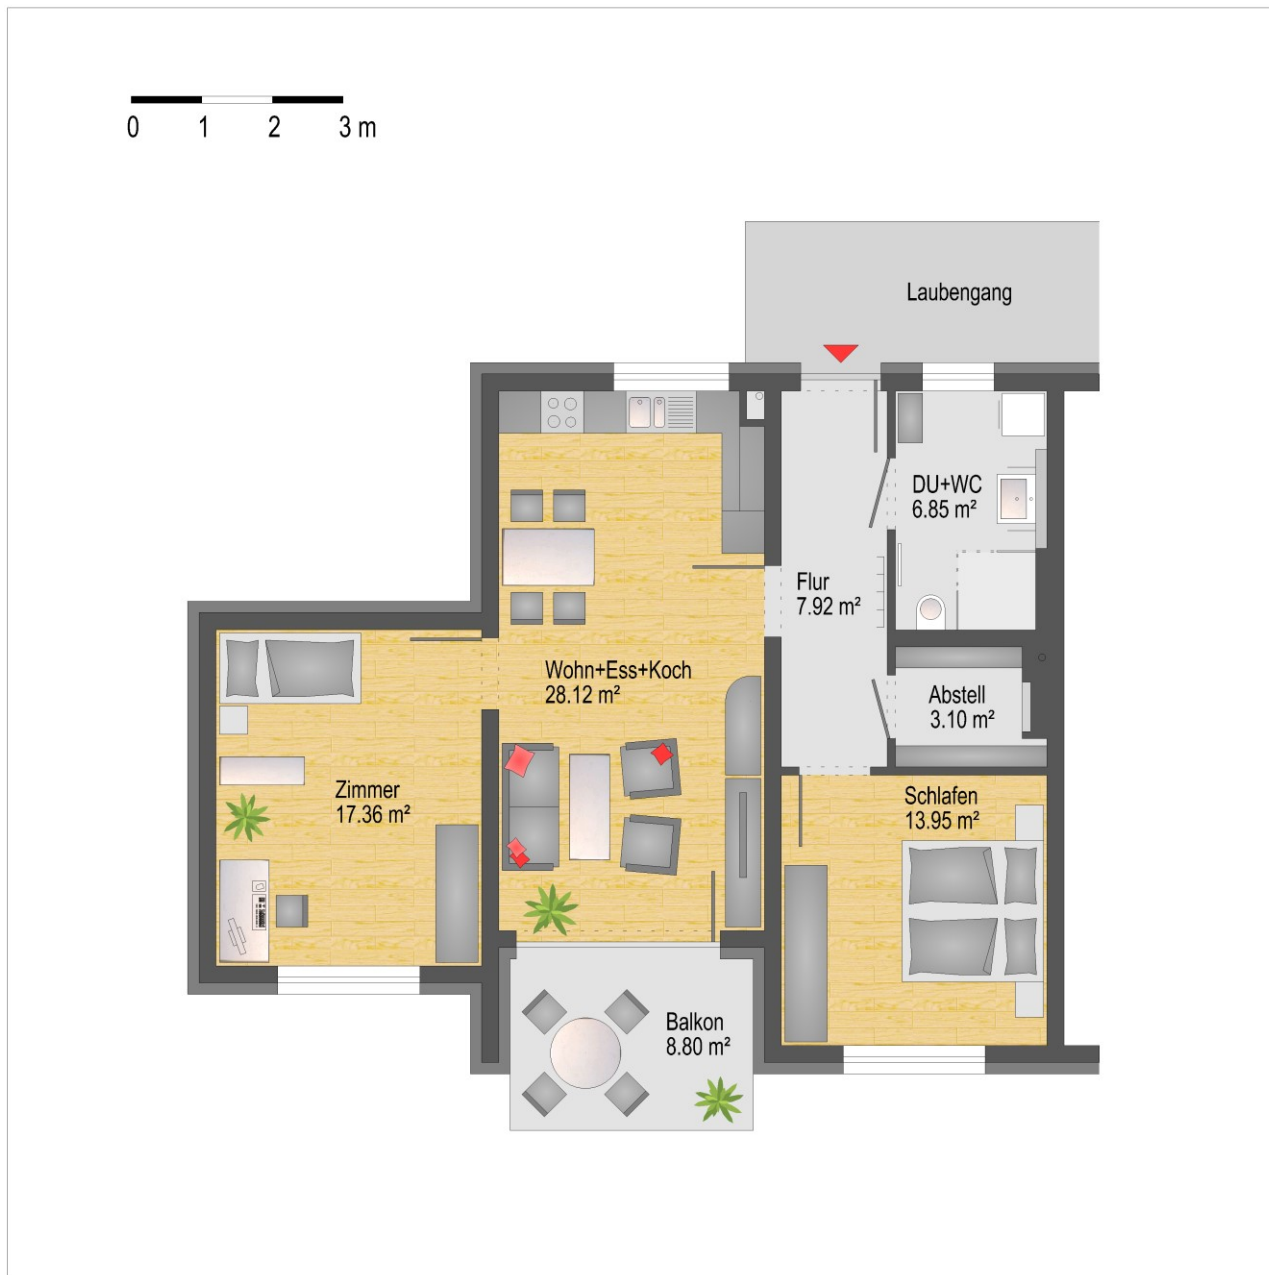 0 1 2 3 m
Laubengang
DU+WC
6.85 m²
Flur
7.92 m²
Wohn+Ess+Koch
28.12 m²
Abstell
3.10 m²
Zimmer
17.36 m²
Schlafen
13.95 m²
Balkon
8.80 m²